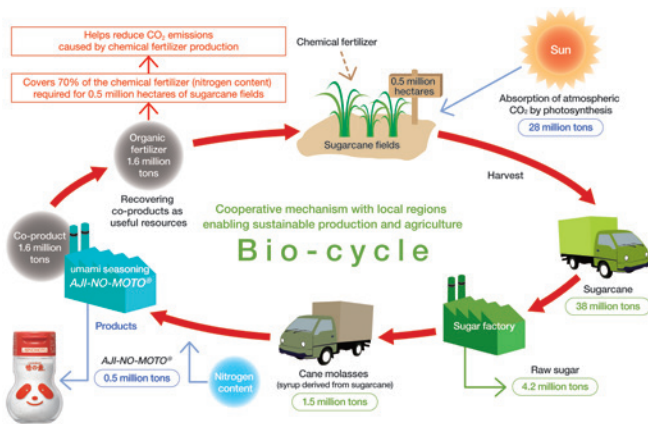 Helps reduce CO₂ emissions
caused by chemical fertilizer production
Covers 70% of the chemical fertilizer (nitrogen content)
required for 0.5 million hectares of sugarcane fields
Chemical fertilizer
0.5 million
hectares
Sugarcane fields
Sun
Absorption of atmospheric
CO₂ by photosynthesis
28 million tons
Harvest
Organic
fertilizer
1.6 million
tons
Recovering
co-products as
useful resources
Co-product
1.6 million
tons
Cooperative mechanism with local regions
enabling sustainable production and agriculture
Bio-cycle
umami seasoning
AJI-NO-MOTO®
Products
AJI-NO-MOTO®
0.5 million tons
Nitrogen
content
Cane molasses
(syrup derived from sugarcane)
1.5 million tons
Sugar factory
Raw sugar
4.2 million tons
Sugarcane
38 million tons